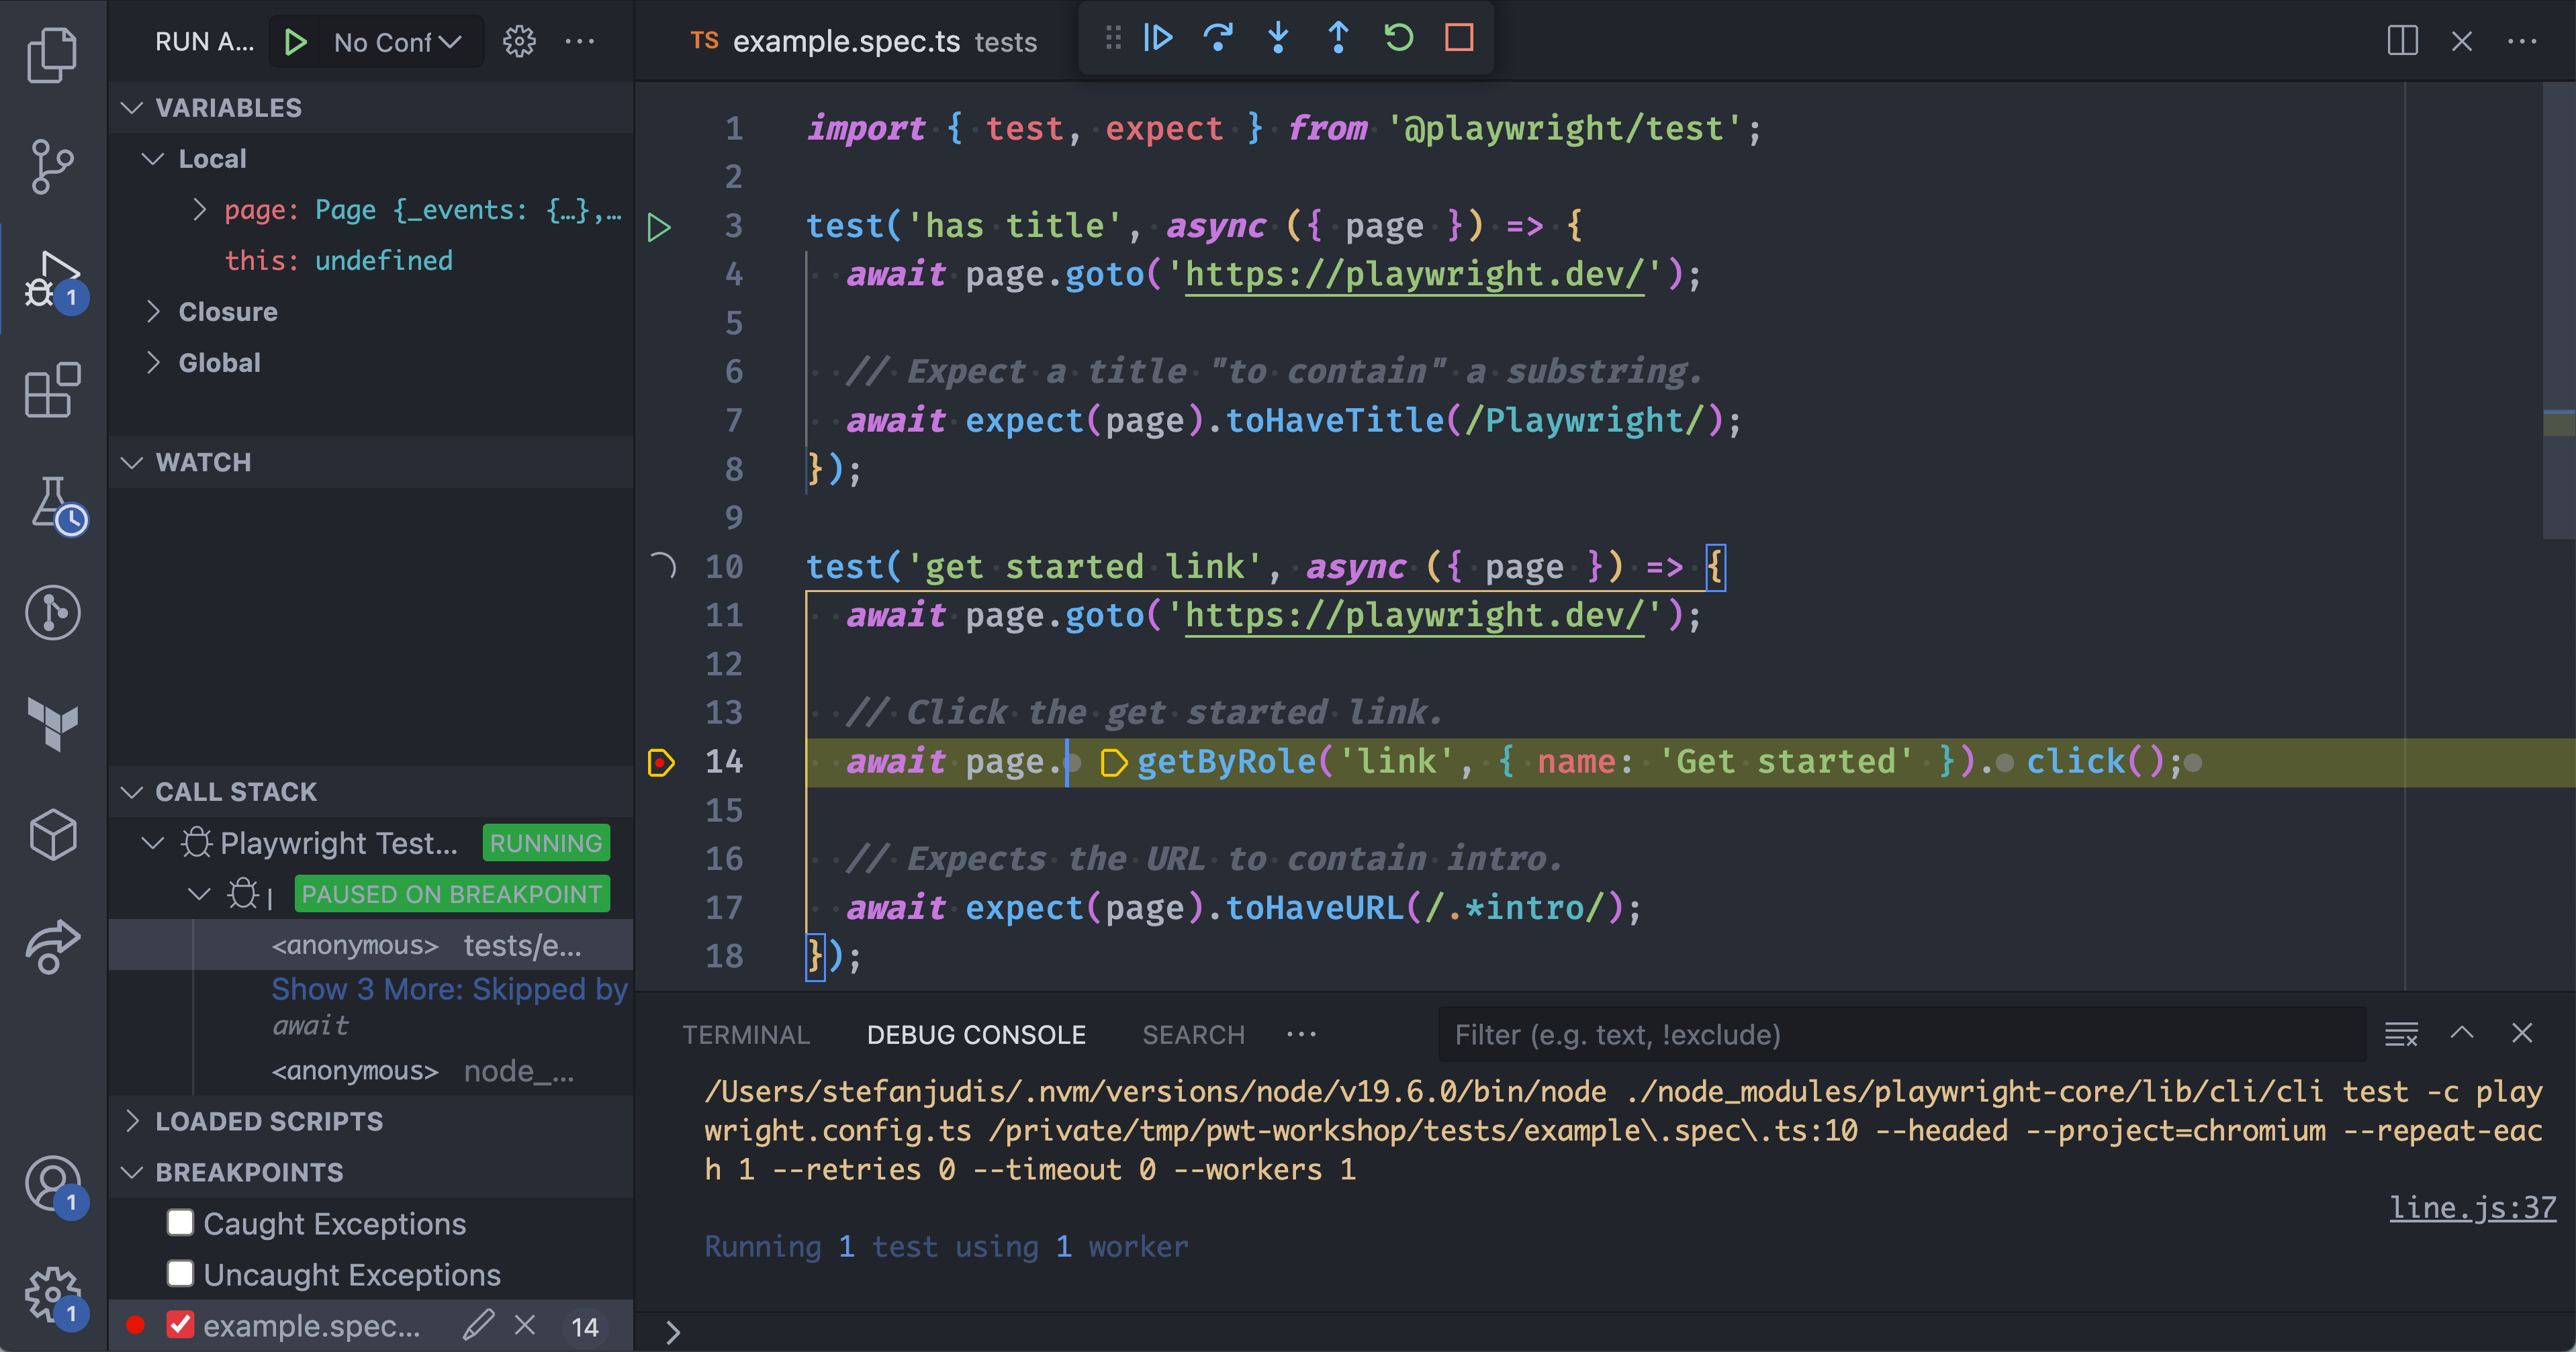 RUN A...
No Conf
VARIABLES
Local
page: Page {_events: {…},…
this: undefined
Closure
Global
WATCH
CALL STACK
Playwright Test...
RUNNING
PAUSED ON BREAKPOINT
<anonymous> tests/e...
Show 3 More: Skipped by
await
<anonymous> node_...
LOADED SCRIPTS
BREAKPOINTS
Caught Exceptions
Uncaught Exceptions
example.spec... 14
1
1
1
TS example.spec.ts tests
1 import { test, expect } from '@playwright/test';
2
3 test('has title', async ({ page }) => {
4 await page.goto('https://playwright.dev/');
5
6 // Expect a title "to contain" a substring.
7 await expect(page).toHaveTitle(/Playwright/);
8 });
9
10 test('get started link', async ({ page }) => {
11 await page.goto('https://playwright.dev/');
12
13 // Click the get started link.
14 await page. getByRole('link', { name: 'Get started' }). click();
15
16 // Expects the URL to contain intro.
17 await expect(page).toHaveURL(/.*intro/);
18 });
TERMINAL DEBUG CONSOLE SEARCH
Filter (e.g. text, !exclude)
/Users/stefanjudis/.nvm/versions/node/v19.6.0/bin/node ./node_modules/playwright-core/lib/cli/cli test -c play
wright.config.ts /private/tmp/pwt-workshop/tests/example\.spec\.ts:10 --headed --project=chromium --repeat-eac
h 1 --retries 0 --timeout 0 --workers 1
line.js:37
Running 1 test using 1 worker